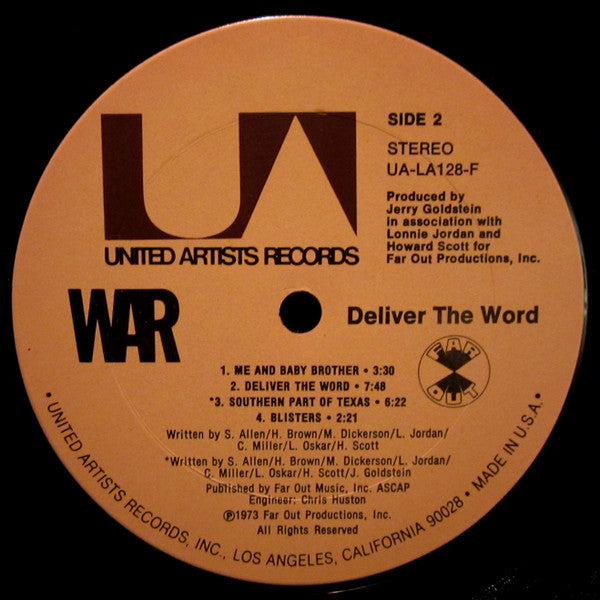 UA
UNITED ARTISTS RECORDS
SIDE 2
STEREO
UA-LA128-F
Produced by
Jerry Goldstein
in association with
Lonnie Jordan and
Howard Scott for
Far Out Productions, Inc.
WAR
Deliver The Word
FAR
OUT
1. ME AND BABY BROTHER • 3:30
2. DELIVER THE WORD • 7:48
*3. SOUTHERN PART OF TEXAS • 6:22
4. BLISTERS • 2:21
Written by S. Allen/H. Brown/M. Dickerson/L. Jordan/
C. Miller/L. Oskar/H. Scott
*Written by S. Allen/H. Brown/M. Dickerson/L. Jordan/
C. Miller/L. Oskar/H. Scott/J. Goldstein
Published by Far Out Music, Inc. ASCAP
Engineer: Chris Huston
℗1973 Far Out Productions, Inc.
All Rights Reserved
• UNITED ARTISTS RECORDS, INC., LOS ANGELES, CALIFORNIA 90028 • MADE IN U.S.A. •